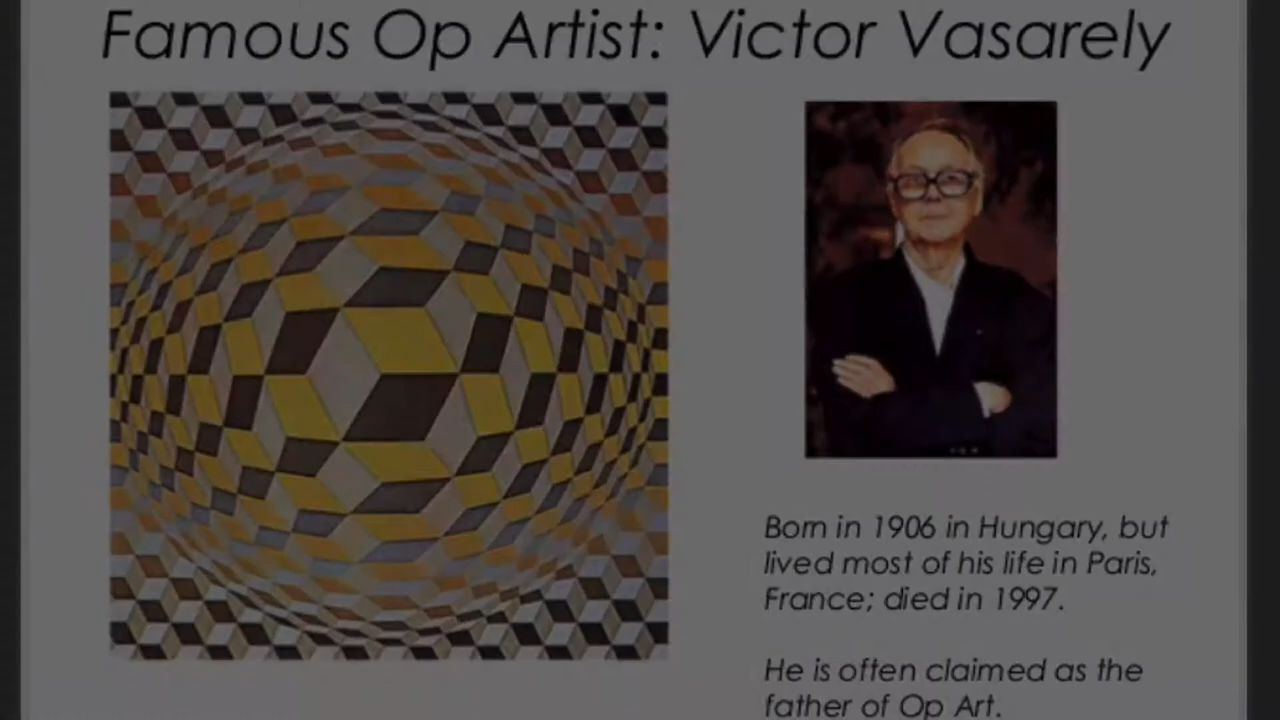 Famous Op Artist: Victor Vasarely
Born in 1906 in Hungary, but
lived most of his life in Paris,
France; died in 1997.
He is often claimed as the
father of Op Art.